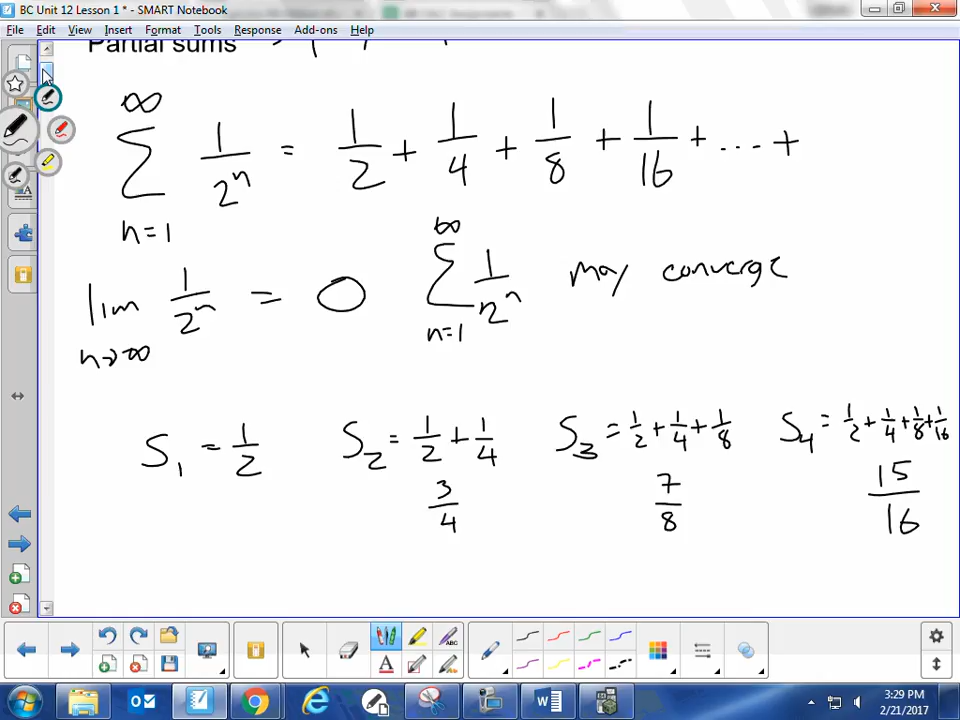 BC Unit 12 Lesson 1 * - SMART Notebook
File Edit View Insert Format Tools Response Add-ons Help
Partial sums
∞
Σ 1/2ⁿ = 1/2 + 1/4 + 1/8 + 1/16 + ... +
n=1
lim 1/2ⁿ = 0
n→∞
∞
Σ 1/2ⁿ may converge
n=1
S₁ = 1/2
S₂ = 1/2 + 1/4
3/4
S₃ = 1/2 + 1/4 + 1/8
7/8
S₄ = 1/2 + 1/4 + 1/8 + 1/16
15/16
3:29 PM
2/21/2017